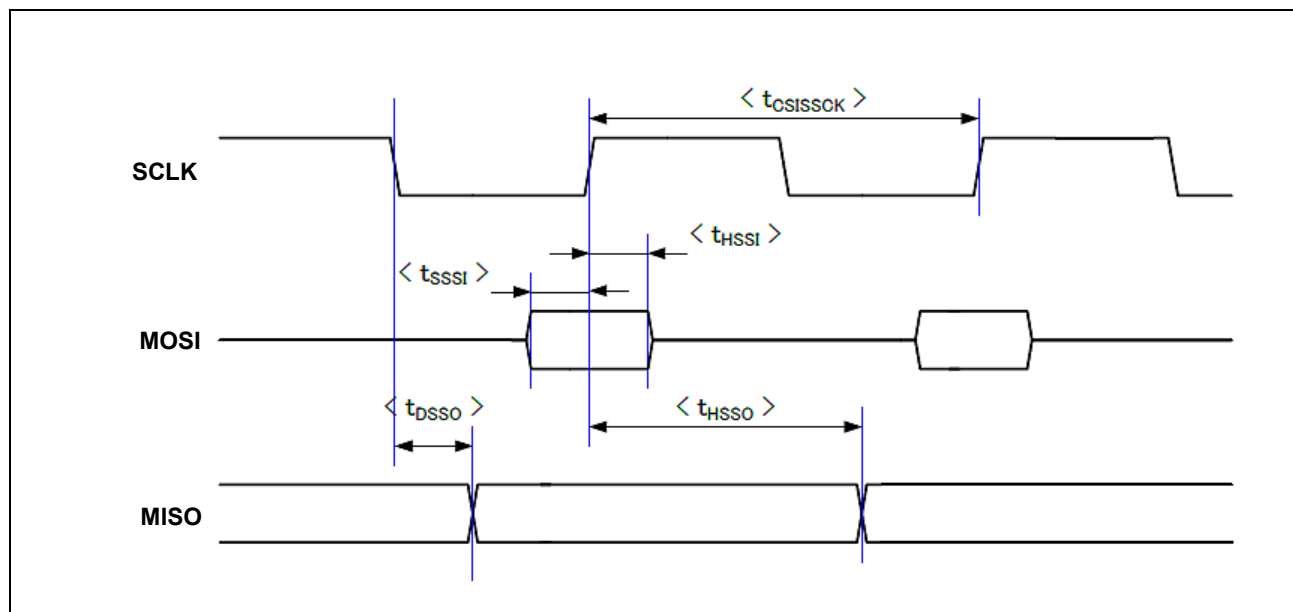 < tCSISSCK >
SCLK
< tHSSI >
< tSSSI >
MOSI
< tDSSO >
< tHSSO >
MISO